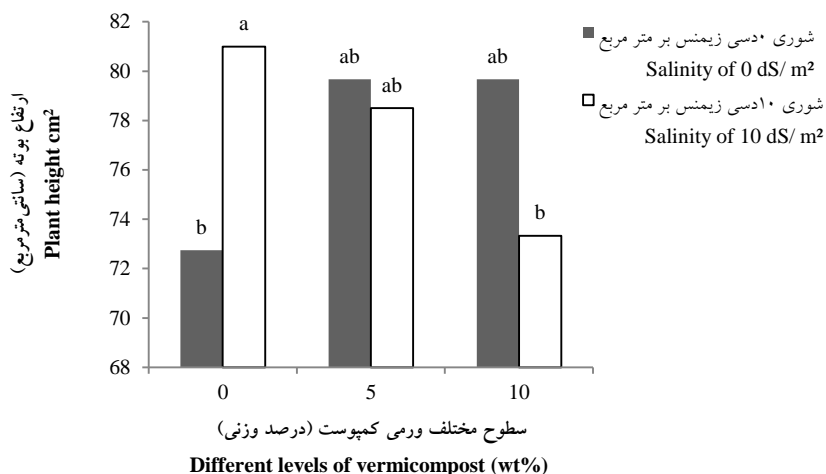 82
80
78
76
74
72
70
68
ارتفاع بوته (سانتی‌مترمربع)
Plant height cm²
b
a
ab
ab
ab
b
0
5
10
سطوح مختلف ورمی کمپوست (درصد وزنی)
Different levels of vermicompost (wt%)
شوری ۰دسی زیمنس بر متر مربع
Salinity of 0 dS/ m²
شوری ۱۰دسی زیمنس بر متر مربع
Salinity of 10 dS/ m²